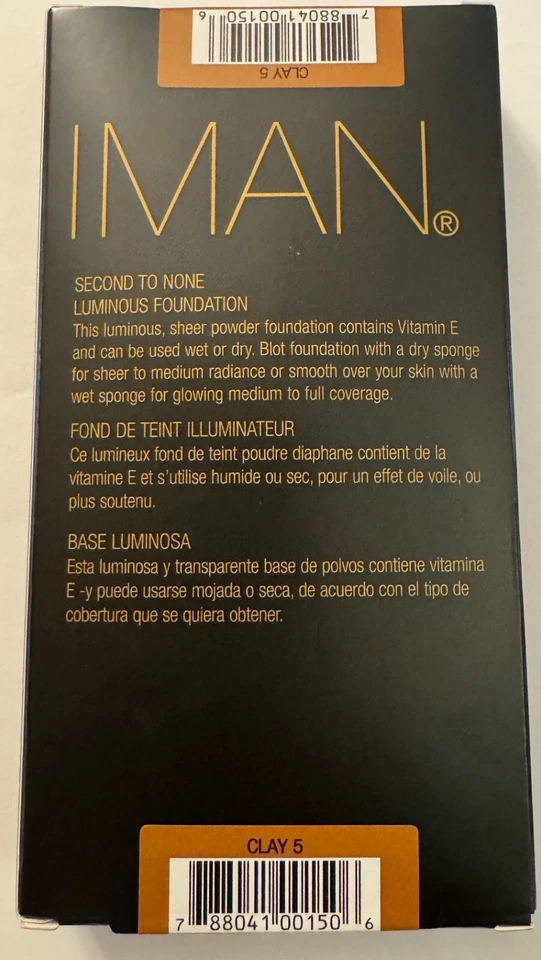 7 88041 00150 6
CLAY 5
IMAN®
SECOND TO NONE
LUMINOUS FOUNDATION
This luminous, sheer powder foundation contains Vitamin E
and can be used wet or dry. Blot foundation with a dry sponge
for sheer to medium radiance or smooth over your skin with a
wet sponge for glowing medium to full coverage.
FOND DE TEINT ILLUMINATEUR
Ce lumineux fond de teint poudre diaphane contient de la
vitamine E et s'utilise humide ou sec, pour un effet de voile, ou
plus soutenu.
BASE LUMINOSA
Esta luminosa y transparente base de polvos contiene vitamina
E -y puede usarse mojada o seca, de acuerdo con el tipo de
cobertura que se quiera obtener.
CLAY 5
7 88041 00150 6